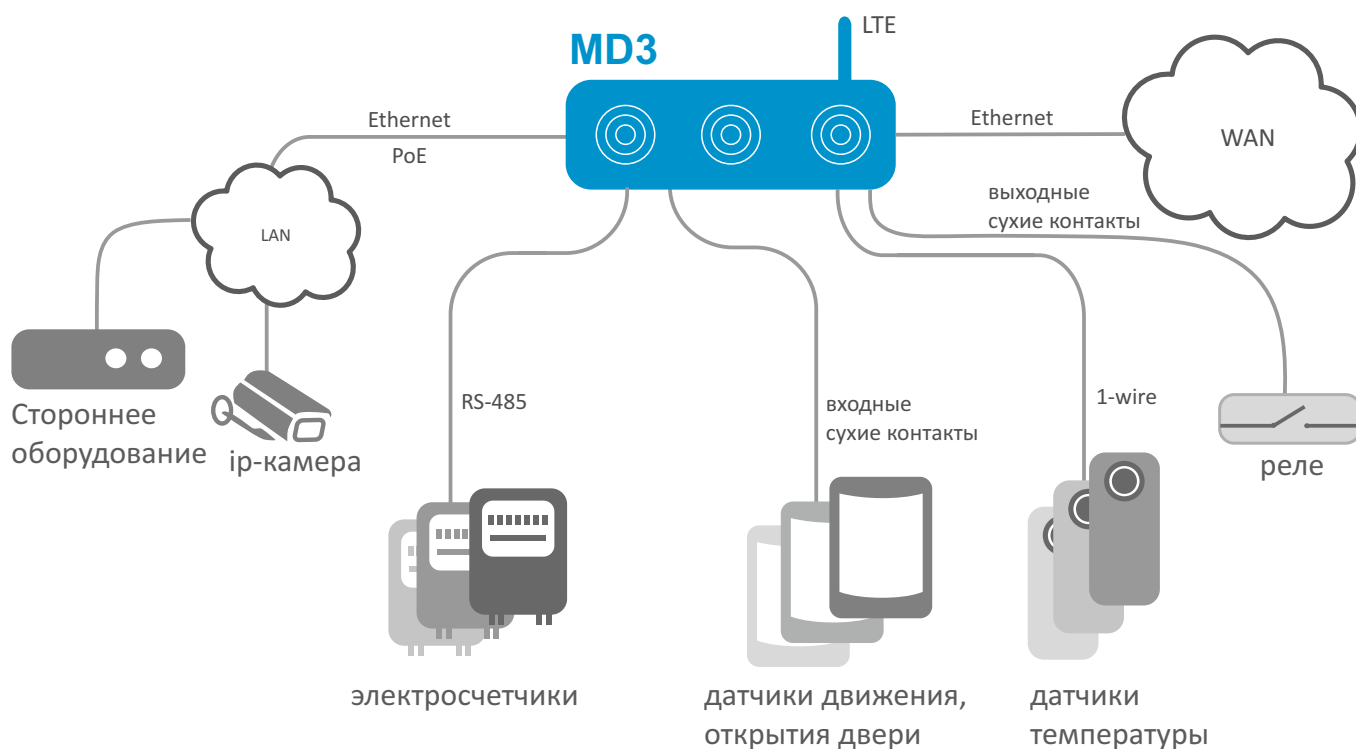 LTE
MD3
Ethernet
PoE
Ethernet
WAN
выходные
сухие контакты
LAN
RS-485
входные
сухие контакты
1-wire
Стороннее
оборудование
ip-камера
реле
электросчетчики
датчики движения,
открытия двери
датчики
температуры